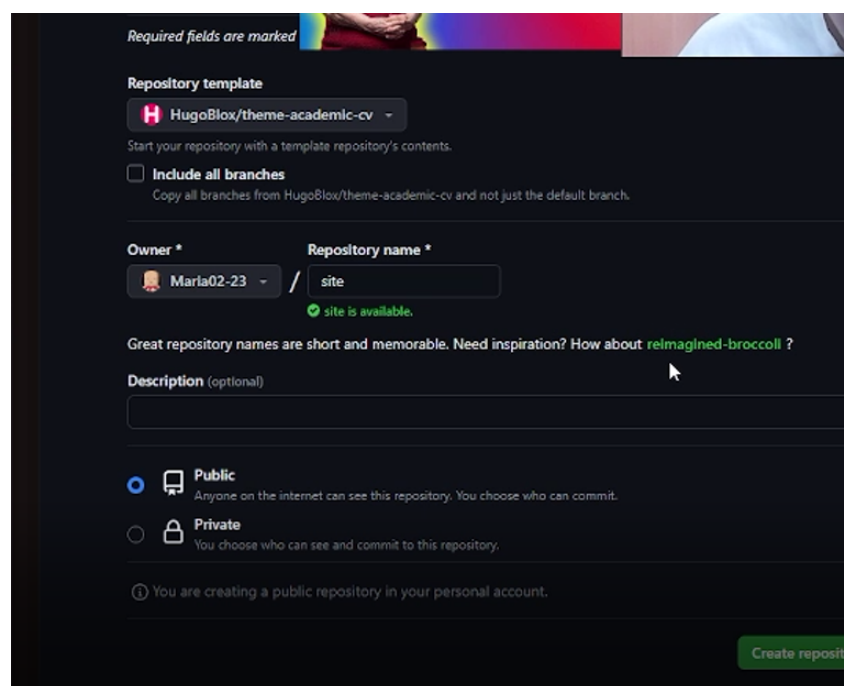 Required fields are marked
Repository template
H HugoBlox/theme-academic-cv
Start your repository with a template repository's contents.
Include all branches
Copy all branches from HugoBlox/theme-academic-cv and not just the default branch.
Owner * Repository name *
Maria02-23 / site
site is available.
Great repository names are short and memorable. Need inspiration? How about reimagined-broccoli ?
Description (optional)
Public
Anyone on the internet can see this repository. You choose who can commit.
Private
You choose who can see and commit to this repository.
You are creating a public repository in your personal account.
Create reposit